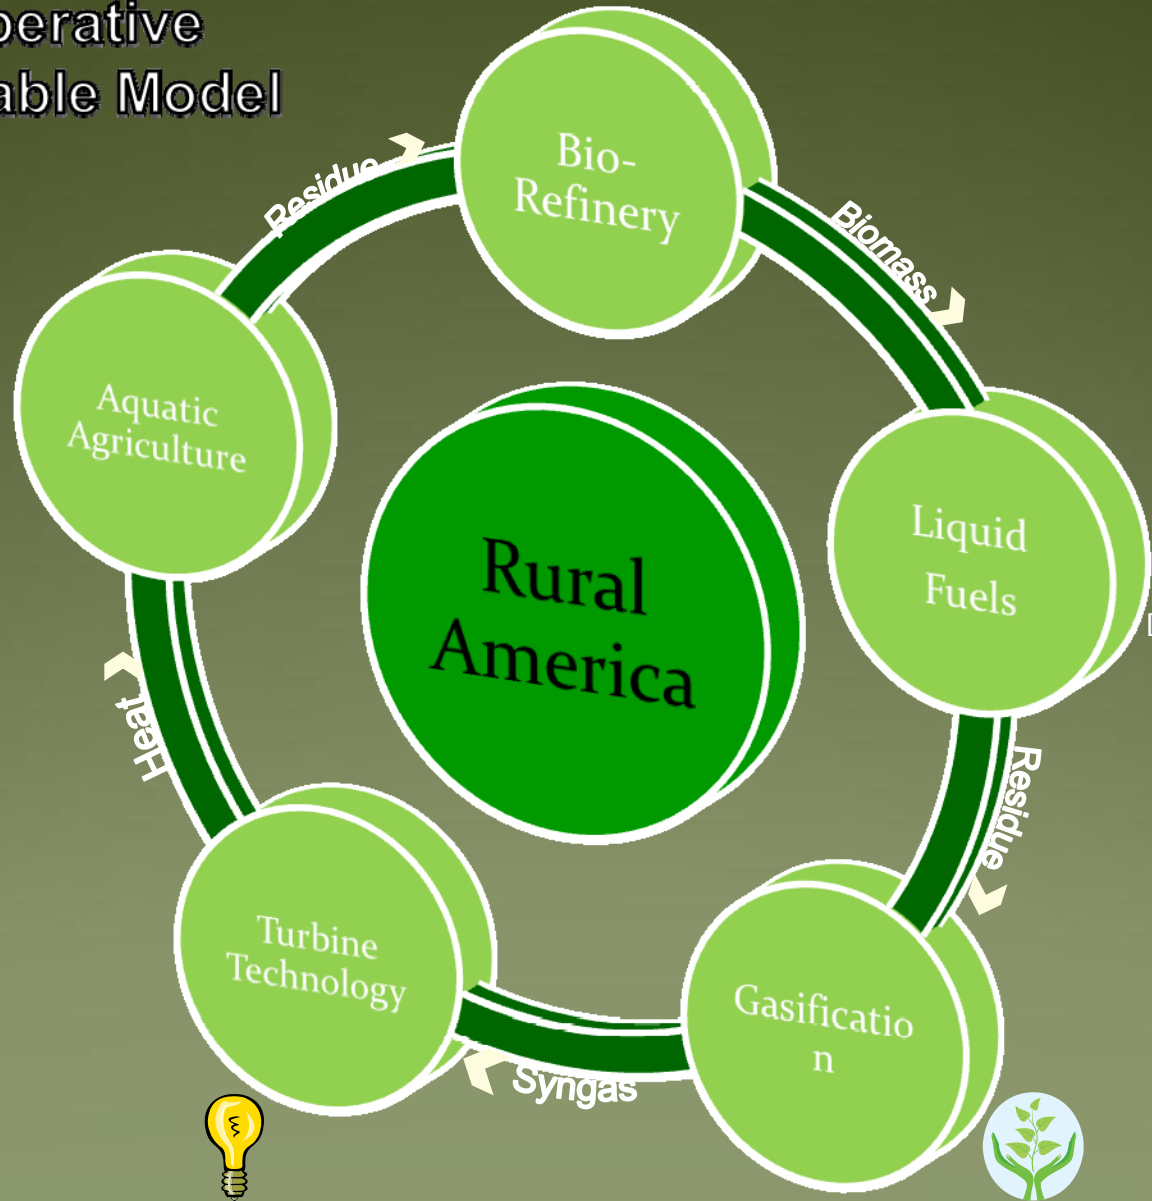 perative
able Model
Bio-
Refinery
Residue
Biomass
Aquatic
Agriculture
Liquid
Fuels
Rural
America
Heat
Residue
Turbine
Technology
Gasificatio
n
Syngas